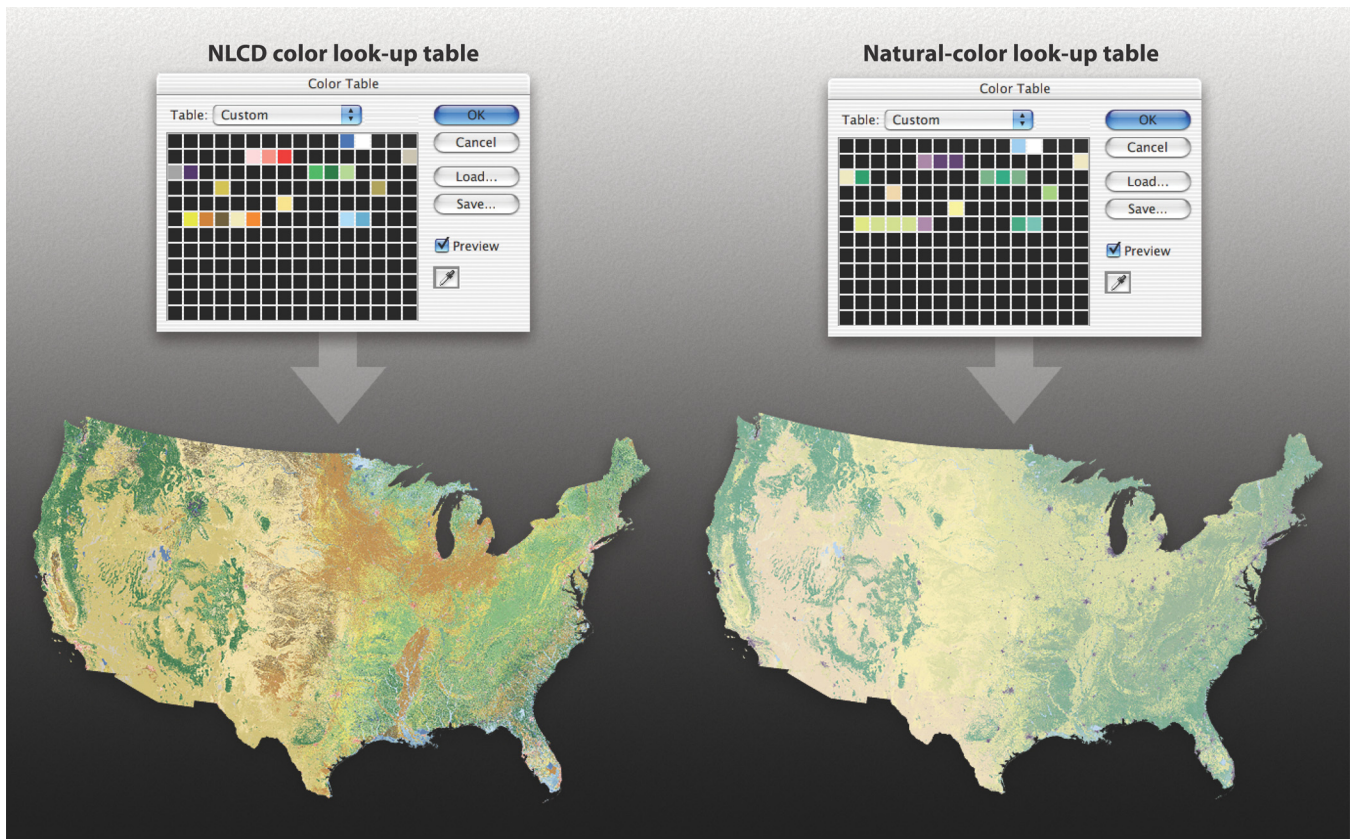 NLCD color look-up table
Color Table
Table: Custom
OK
Cancel
Load...
Save...
Preview
Natural-color look-up table
Color Table
Table: Custom
OK
Cancel
Load...
Save...
Preview